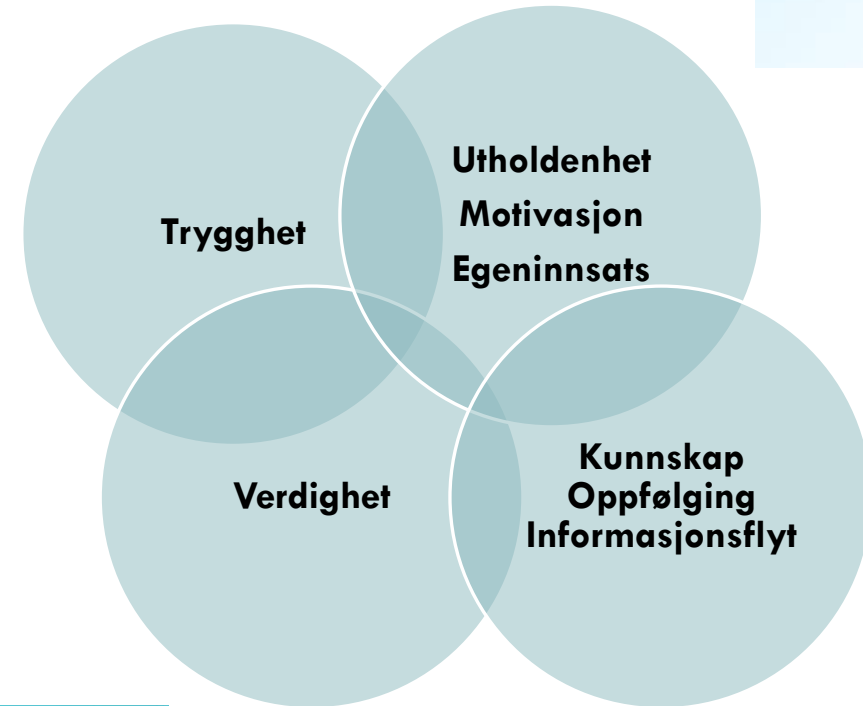 Trygghet
Utholdenhet
Motivasjon
Egeninnsats
Verdighet
Kunnskap
Oppfølging
Informasjonsflyt